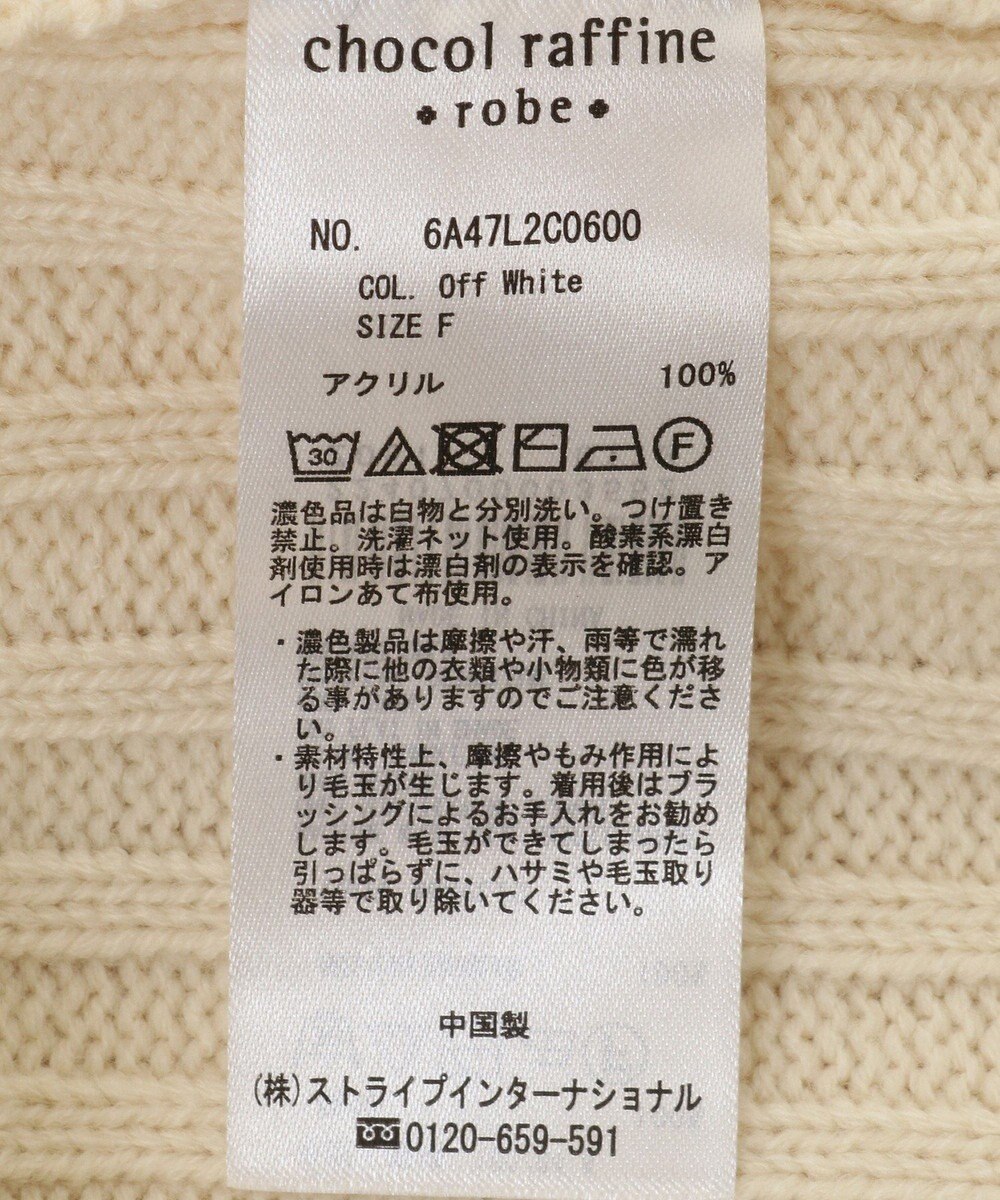 chocol raffine
robe
NO. 6A47L2C0600
COL. Off White
SIZE F
アクリル 100%
30 F
濃色品は白物と分別洗い。つけ置き
禁止。洗濯ネット使用。酸素系漂白
剤使用時は漂白剤の表示を確認。ア
イロンあて布使用。
・濃色製品は摩擦や汗、雨等で濡れ
た際に他の衣類や小物類に色が移
る事がありますのでご注意くださ
い。
・素材特性上、摩擦やもみ作用によ
り毛玉が生じます。着用後はブラ
ッシングによるお手入れをお勧め
します。毛玉ができてしまったら
引っぱらずに、ハサミや毛玉取り
器等で取り除いてください。
中国製
(株)ストライプインターナショナル
0120-659-591